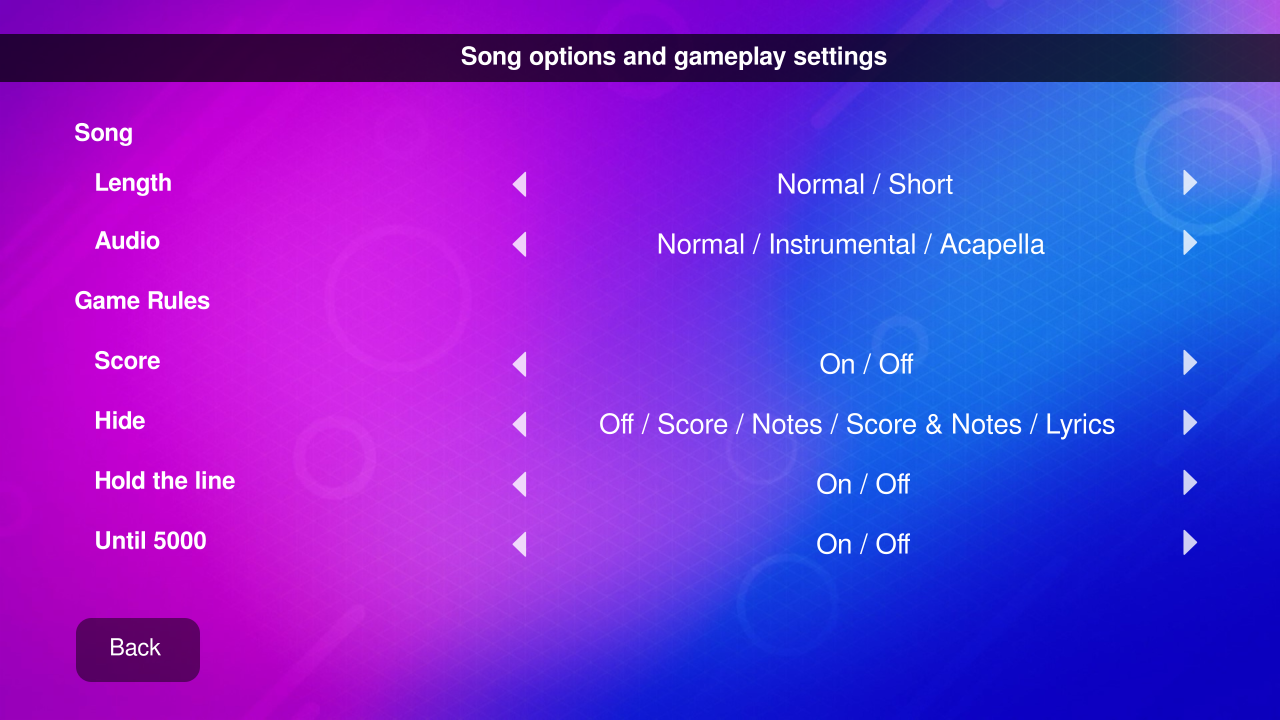 Song options and gameplay settings
Song
Length Normal / Short
Audio Normal / Instrumental / Acapella
Game Rules
Score On / Off
Hide Off / Score / Notes / Score & Notes / Lyrics
Hold the line On / Off
Until 5000 On / Off
Back